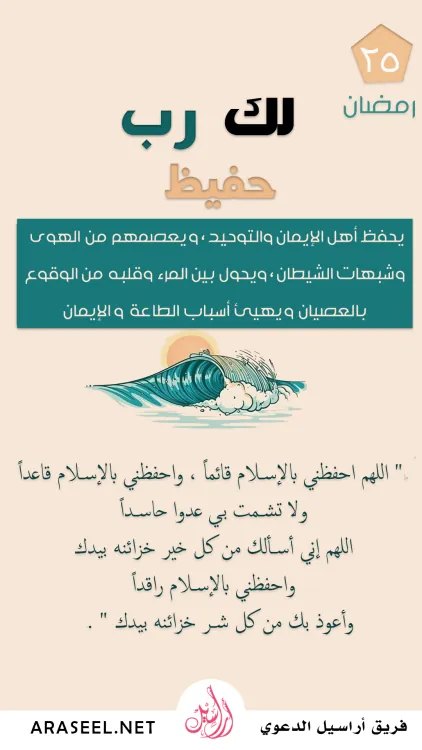 ٢٥
رمضان
لك رب
حفيظ
يحفظ أهل الإيمان والتوحيد ، ويعصمهم من الهوى
وشبهات الشيطان ، ويحول بين المرء وقلبه من الوقوع
بالعصيان ويهيئ أسباب الطاعة و الإيمان
" اللهم احفظني بالإسلام قائماً ، واحفظني بالإسلام قاعداً
ولا تشمت بي عدوا حاسداً
اللهم إني أسألك من كل خير خزائنه بيدك
واحفظني بالإسلام راقداً
وأعوذ بك من كل شر خزائنه بيدك " .
فريق أراسيل الدعوي
أراسيل
ARASEEL.NET